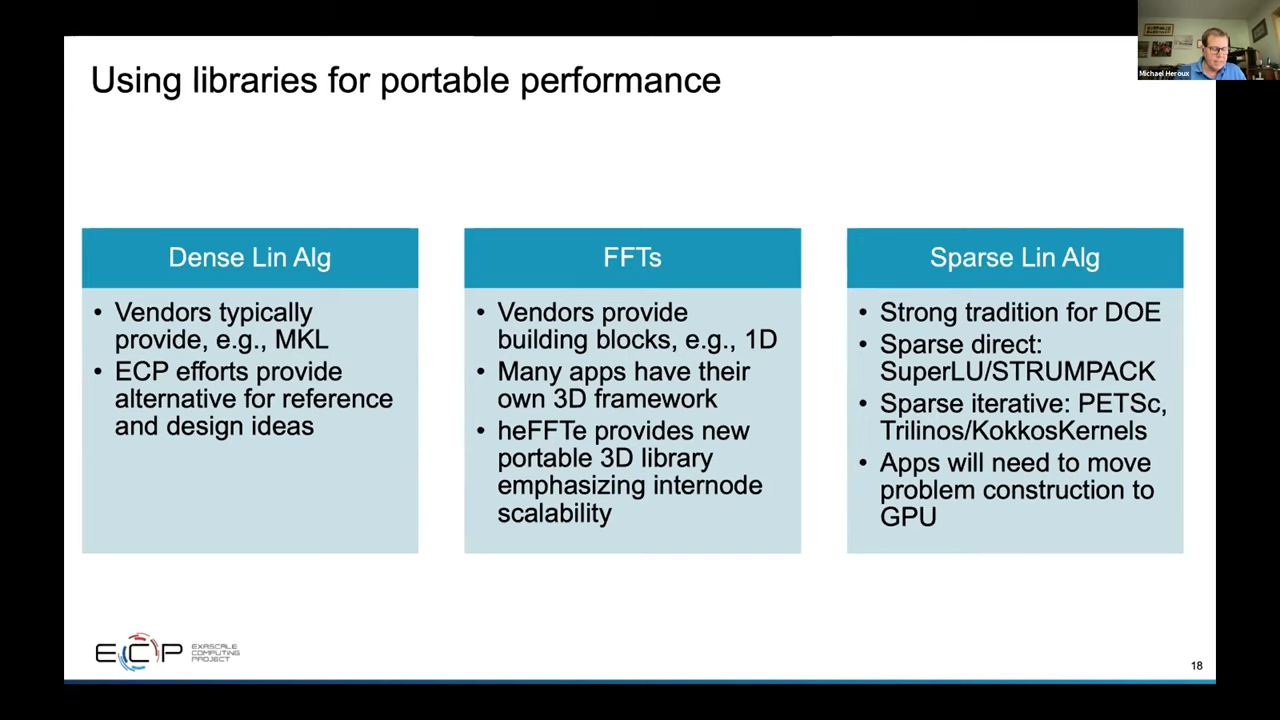 Michael Heroux
Using libraries for portable performance
Dense Lin Alg
• Vendors typically
provide, e.g., MKL
• ECP efforts provide
alternative for reference
and design ideas
FFTs
• Vendors provide
building blocks, e.g., 1D
• Many apps have their
own 3D framework
• heFFTe provides new
portable 3D library
emphasizing internode
scalability
Sparse Lin Alg
• Strong tradition for DOE
• Sparse direct:
SuperLU/STRUMPACK
• Sparse iterative: PETSc,
Trilinos/KokkosKernels
• Apps will need to move
problem construction to
GPU
ECP
EXASCALE
COMPUTING
PROJECT
18